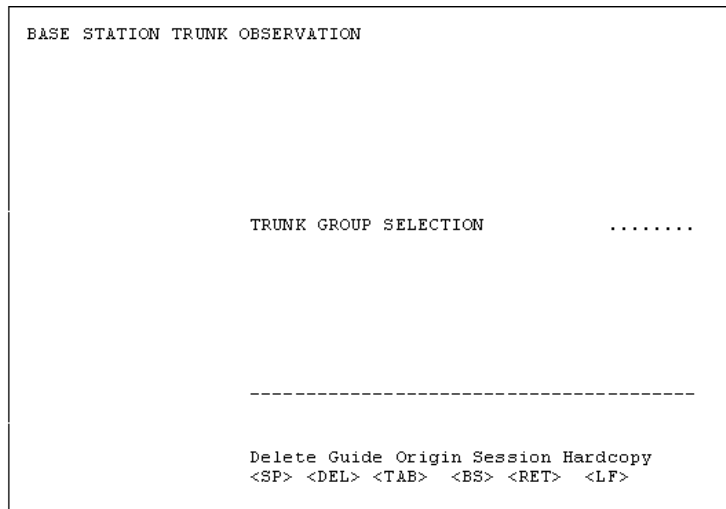 BASE STATION TRUNK OBSERVATION
TRUNK GROUP SELECTION ........
----------------------------------------
Delete Guide Origin Session Hardcopy
<SP> <DEL> <TAB> <BS> <RET> <LF>